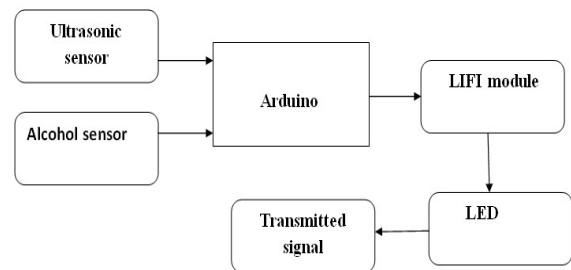 Ultrasonic
sensor
Arduino
LIFI module
Alcohol sensor
Transmitted
signal
LED